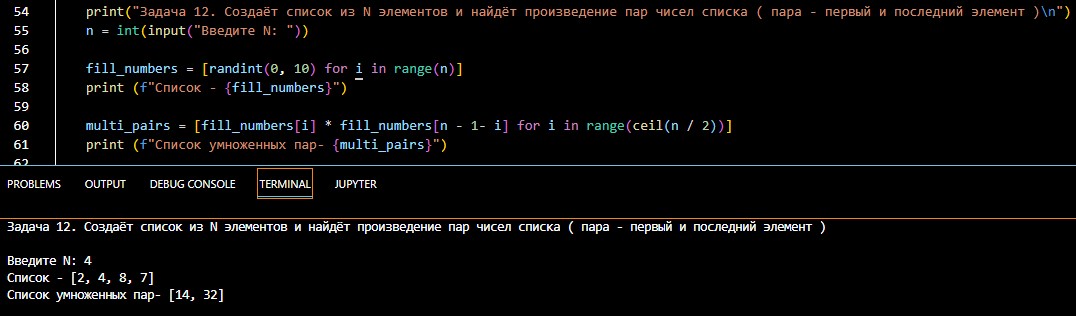 54 print("Задача 12. Создаёт список из N элементов и найдёт произведение пар чисел списка ( пара - первый и последний элемент )\n")
55 n = int(input("Введите N: "))
56
57 fill_numbers = [randint(0, 10) for i in range(n)]
58 print (f"Список - {fill_numbers}")
59
60 multi_pairs = [fill_numbers[i] * fill_numbers[n - 1- i] for i in range(ceil(n / 2))]
61 print (f"Список умноженных пар- {multi_pairs}")
62
PROBLEMS OUTPUT DEBUG CONSOLE TERMINAL JUPYTER
Задача 12. Создаёт список из N элементов и найдёт произведение пар чисел списка ( пара - первый и последний элемент )
Введите N: 4
Список - [2, 4, 8, 7]
Список умноженных пар- [14, 32]